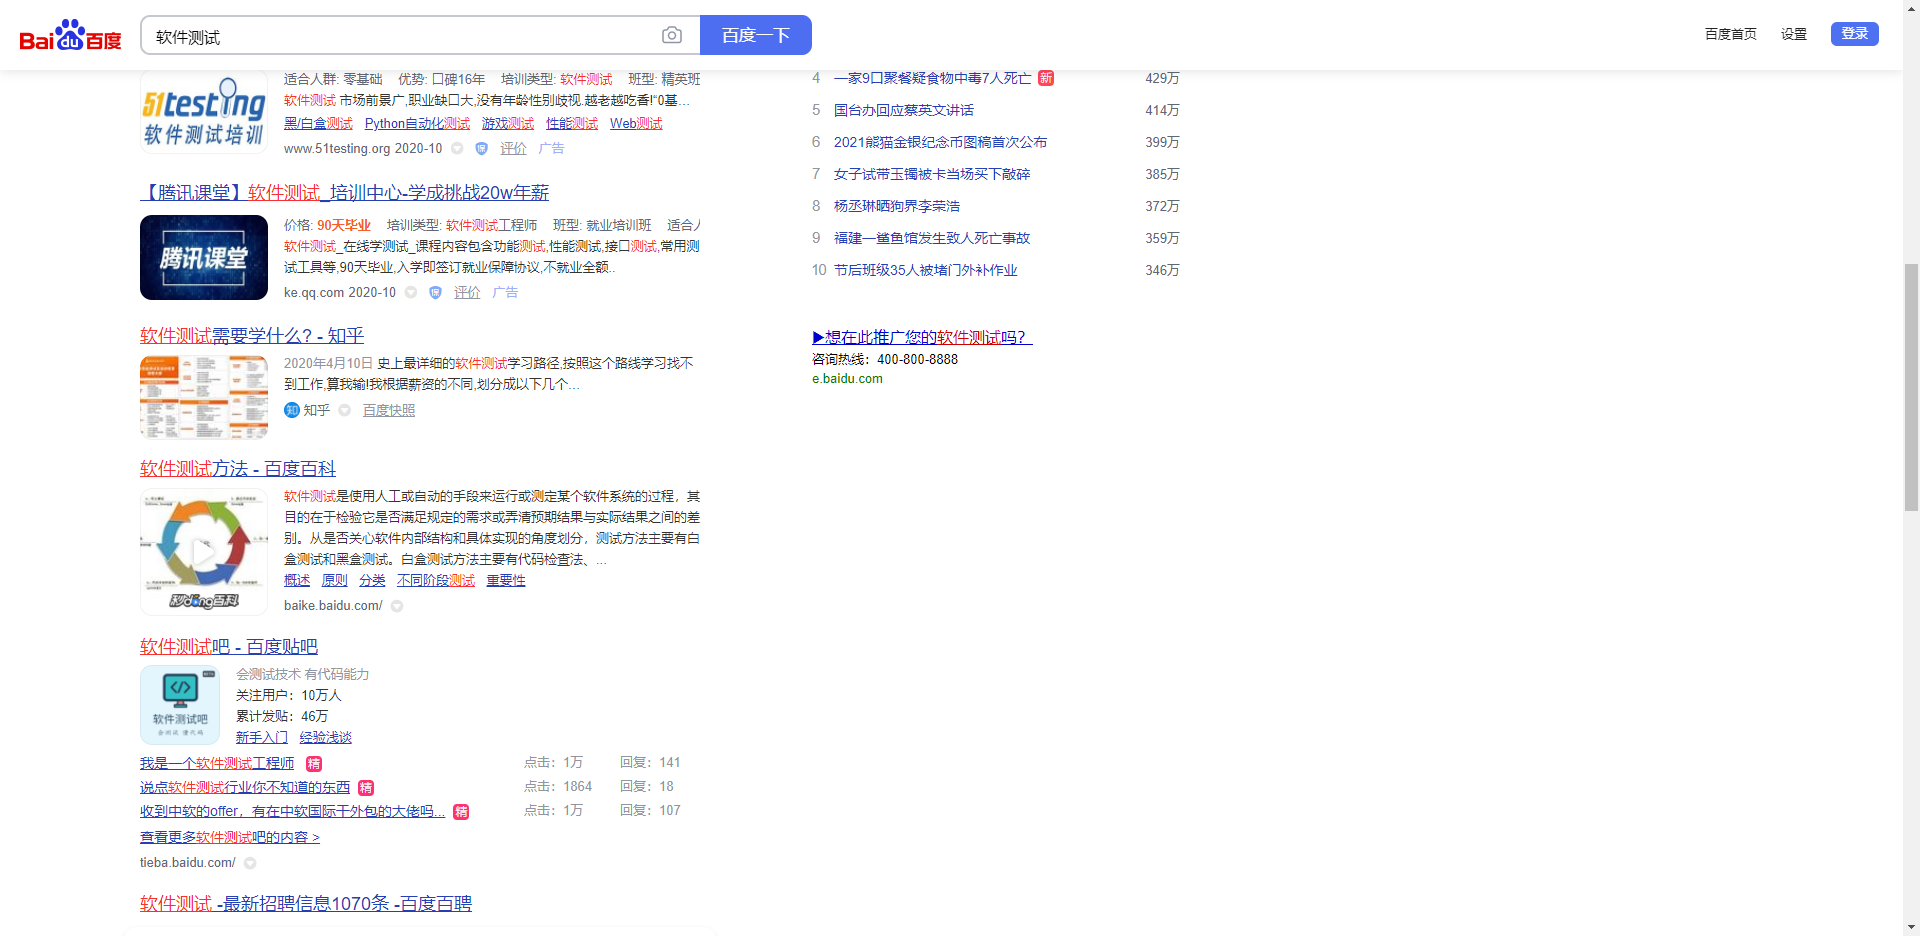 Bai du 百度
软件测试
百度一下
百度首页 设置 登录
51testing
软件测试培训
适合人群: 零基础 优势: 口碑16年 培训类型: 软件测试 班型: 精英班
软件测试 市场前景广,职业缺口大,没有年龄性别歧视.越老越吃香!“0基...
黑/白盒测试 Python自动化测试 游戏测试 性能测试 Web测试
www.51testing.org 2020-10 保 评价 广告
【腾讯课堂】软件测试_培训中心-学成挑战20w年薪
腾讯课堂
价格: 90天毕业 培训类型: 软件测试工程师 班型: 就业培训班 适合人
软件测试_在线学测试_课程内容包含功能测试,性能测试,接口测试,常用测
试工具等,90天毕业,入学即签订就业保障协议,不就业全额..
ke.qq.com 2020-10 保 评价 广告
软件测试需要学什么? - 知乎
2020年4月10日 史上最详细的软件测试学习路径,按照这个路线学习找不
到工作,算我输!我根据薪资的不同,划分成以下几个...
知 知乎 百度快照
软件测试方法 - 百度百科
秒dong百科
软件测试是使用人工或自动的手段来运行或测定某个软件系统的过程，其
目的在于检验它是否满足规定的需求或弄清预期结果与实际结果之间的差
别。从是否关心软件内部结构和具体实现的角度划分，测试方法主要有白
盒测试和黑盒测试。白盒测试方法主要有代码检查法、...
概述 原则 分类 不同阶段测试 重要性
baike.baidu.com/
软件测试吧 - 百度贴吧
软件测试吧
会测试 懂代码
会测试技术 有代码能力
关注用户：10万人
累计发贴：46万
新手入门 经验浅谈
我是一个软件测试工程师 精 点击：1万 回复：141
说点软件测试行业你不知道的东西 精 点击：1864 回复：18
收到中软的offer，有在中软国际干外包的大佬吗... 精 点击：1万 回复：107
查看更多软件测试吧的内容 >
tieba.baidu.com/
软件测试 -最新招聘信息1070条 -百度百聘
4 一家9口聚餐疑食物中毒7人死亡 新 429万
5 国台办回应蔡英文讲话 414万
6 2021熊猫金银纪念币图稿首次公布 399万
7 女子试带玉镯被卡当场买下敲碎 385万
8 杨丞琳晒狗界李荣浩 372万
9 福建一鲨鱼馆发生致人死亡事故 359万
10 节后班级35人被堵门外补作业 346万
▶想在此推广您的软件测试吗？
咨询热线：400-800-8888
e.baidu.com